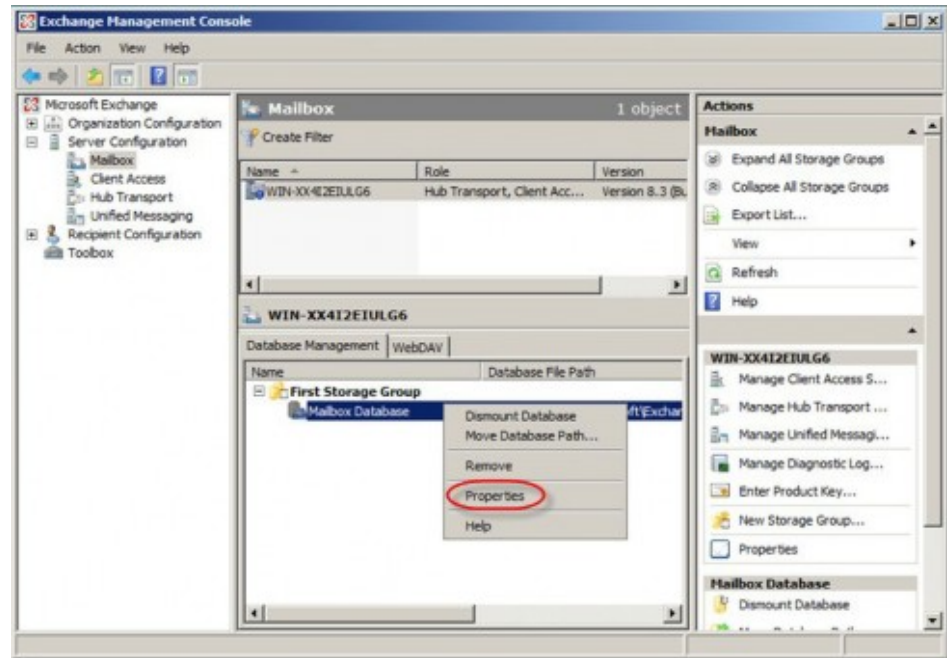 Exchange Management Console
File Action View Help
Microsoft Exchange
Organization Configuration
Server Configuration
Mailbox
Client Access
Hub Transport
Unified Messaging
Recipient Configuration
Toolbox
Mailbox 1 object
Create Filter
Name Role Version
WIN-XX4I2EIULG6 Hub Transport, Client Acc... Version 8.3 (Bu
WIN-XX4I2EIULG6
Database Management WebDAV
Name Database File Path
First Storage Group
Mailbox Database ft\Exchan
Dismount Database
Move Database Path...
Remove
Properties
Help
Actions
Mailbox
Expand All Storage Groups
Collapse All Storage Groups
Export List...
View
Refresh
Help
WIN-XX4I2EIULG6
Manage Client Access S...
Manage Hub Transport ...
Manage Unified Messagi...
Manage Diagnostic Log...
Enter Product Key...
New Storage Group...
Properties
Mailbox Database
Dismount Database